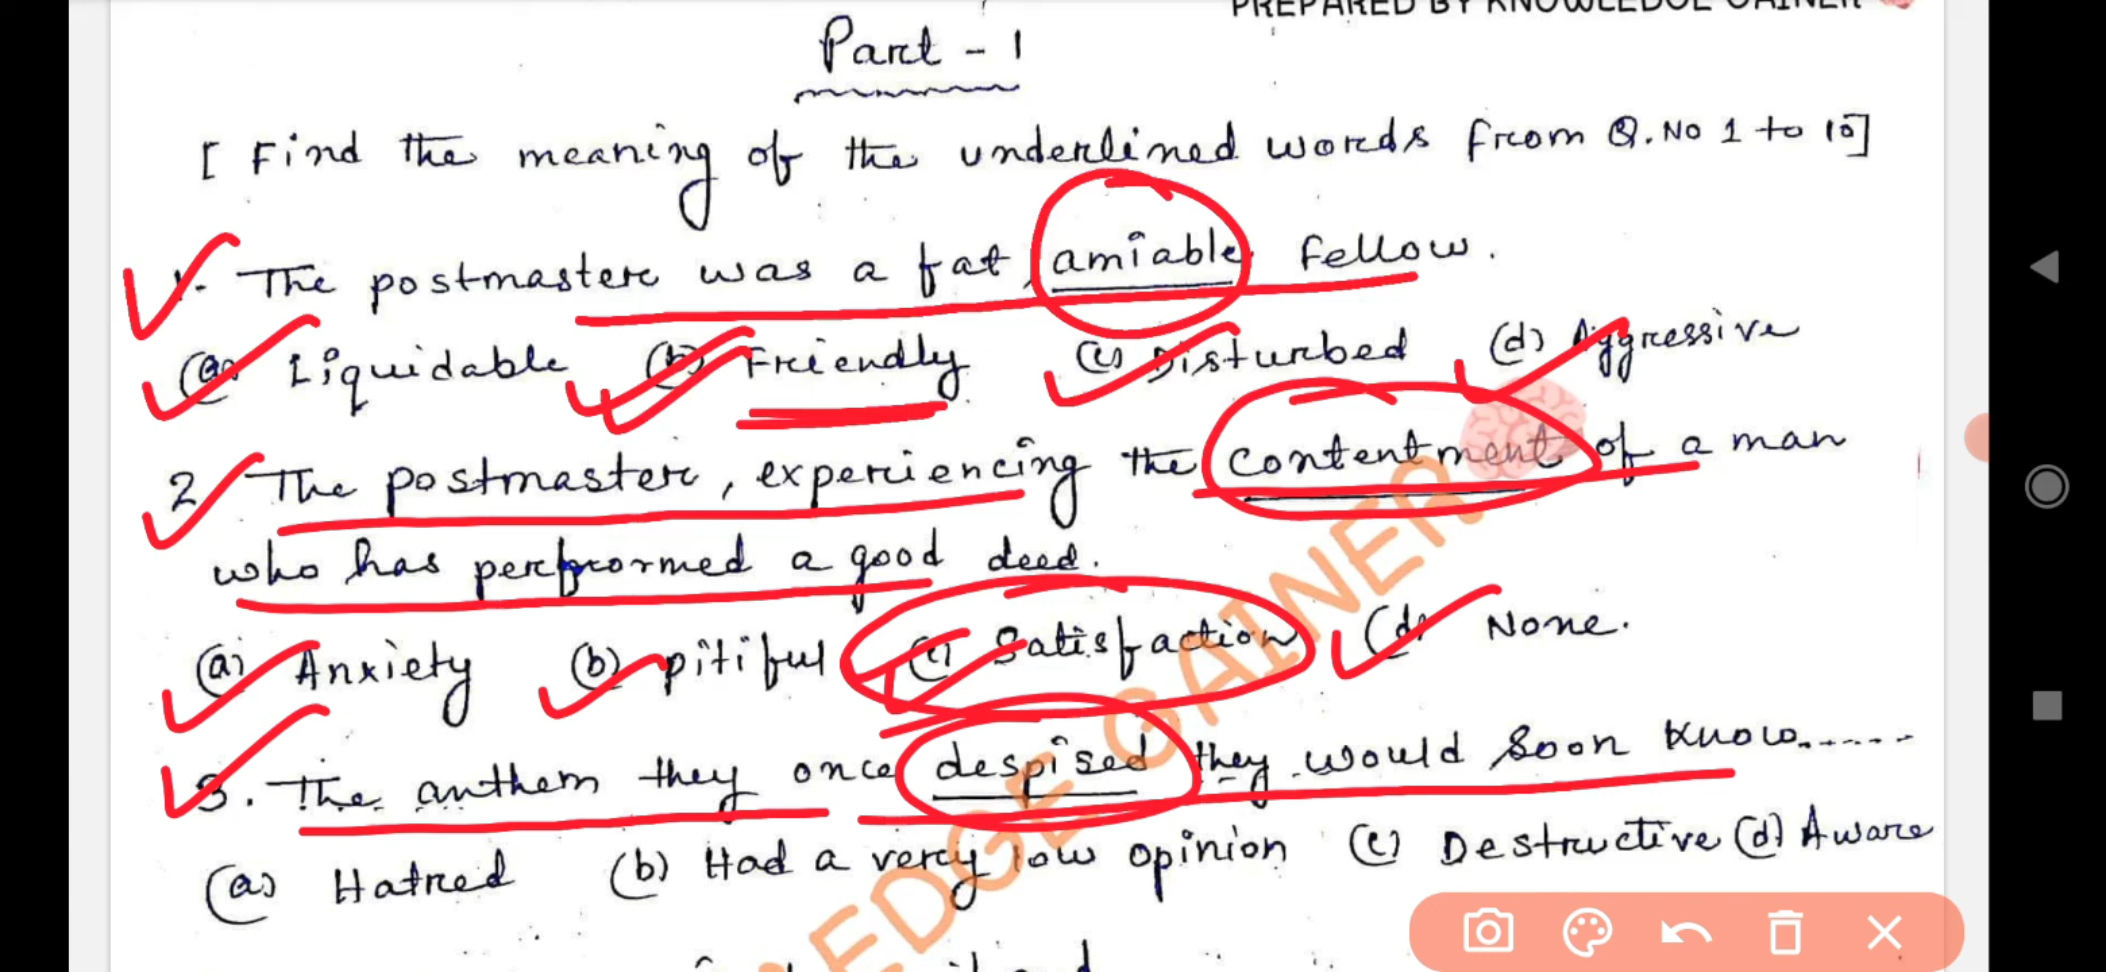 PREPARED BY KNOWLEDGE GAINER
Part - 1
[ Find the meaning of the underlined words from Q. No 1 to 10]
1. The postmaster was a fat, amiable fellow.
(a) Liquidable (b) Friendly (c) Disturbed (d) Aggressive
2. The postmaster, experiencing the contentment of a man
who has performed a good deed.
(a) Anxiety (b) pitiful (c) Satisfaction (d) None.
3. The anthem they once despised they would soon know......
(a) Hatred (b) Had a very low opinion (c) Destructive (d) Aware
EDGE GAINER